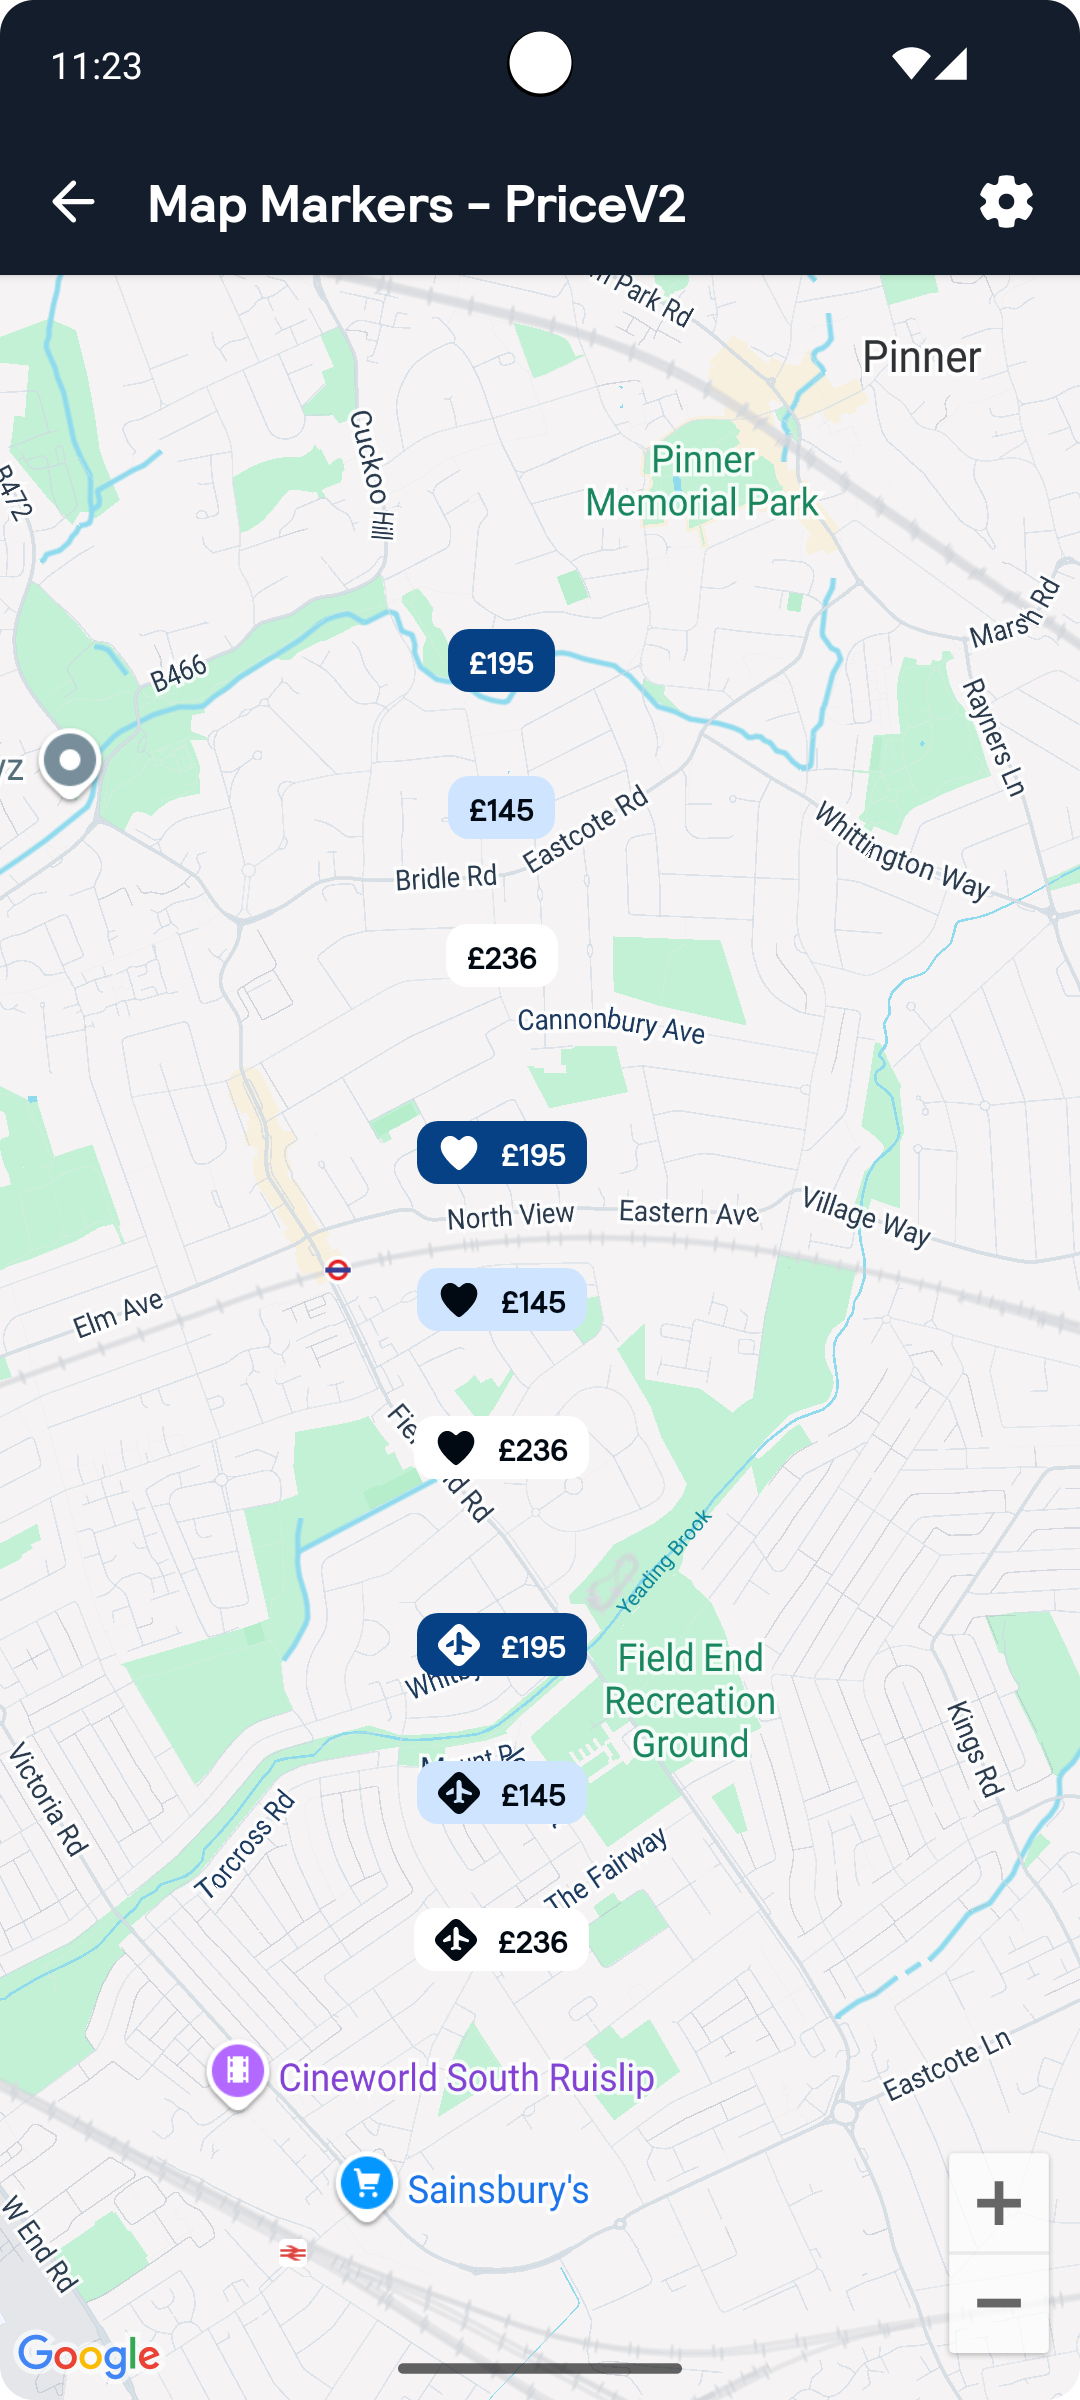 11:23
Map Markers - PriceV2
Park Rd
Pinner
Cuckoo Hill
Pinner
Memorial Park
B472
Marsh Rd
B466
£195
Rayners Ln
£145
Eastcote Rd
Whittington Way
Bridle Rd
£236
Cannonbury Ave
£195
North View
Eastern Ave
Village Way
Elm Ave
£145
£236
Rd
Yeading Brook
£195
Field End
Recreation
Ground
Kings Rd
Victoria Rd
£145
Torcross Rd
The Fairway
£236
Eastcote Ln
Cineworld South Ruislip
Sainsbury's
W End Rd
Google